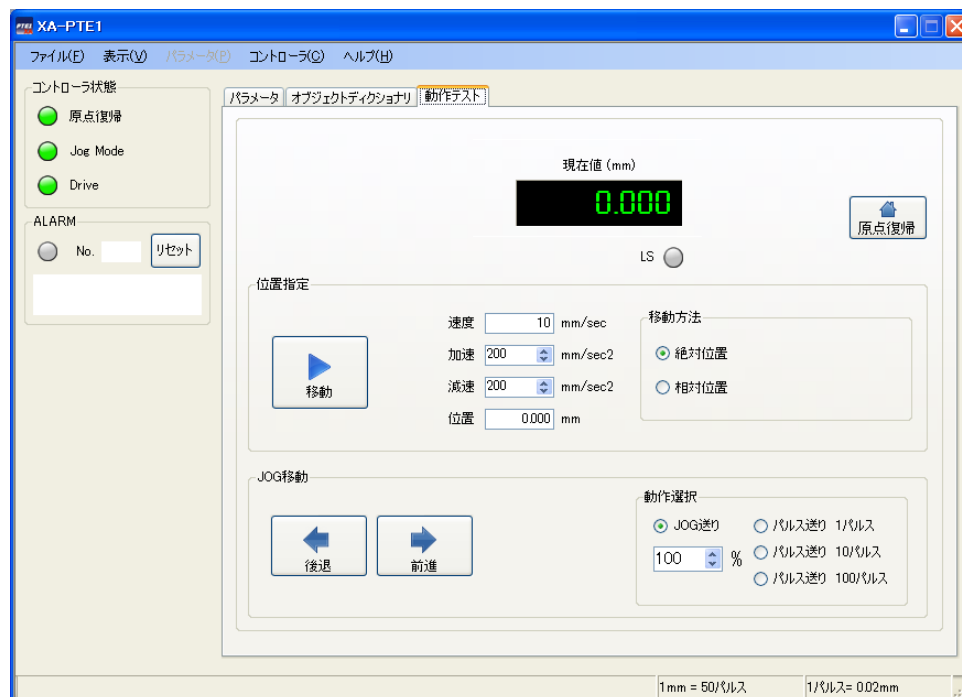 PTE1 XA-PTE1
ファイル(F) 表示(V) パラメータ(P) コントローラ(C) ヘルプ(H)
コントローラ状態
原点復帰
Jog Mode
Drive
ALARM
No. リセット
パラメータ オブジェクトディクショナリ 動作テスト
現在値 (mm)
0.000
原点復帰
LS
位置指定
移動
速度 10 mm/sec
加速 200 mm/sec2
減速 200 mm/sec2
位置 0.000 mm
移動方法
絶対位置
相対位置
JOG移動
後退 前進
動作選択
JOG送り
100 %
パルス送り 1パルス
パルス送り 10パルス
パルス送り 100パルス
1mm = 50パルス 1パルス= 0.02mm